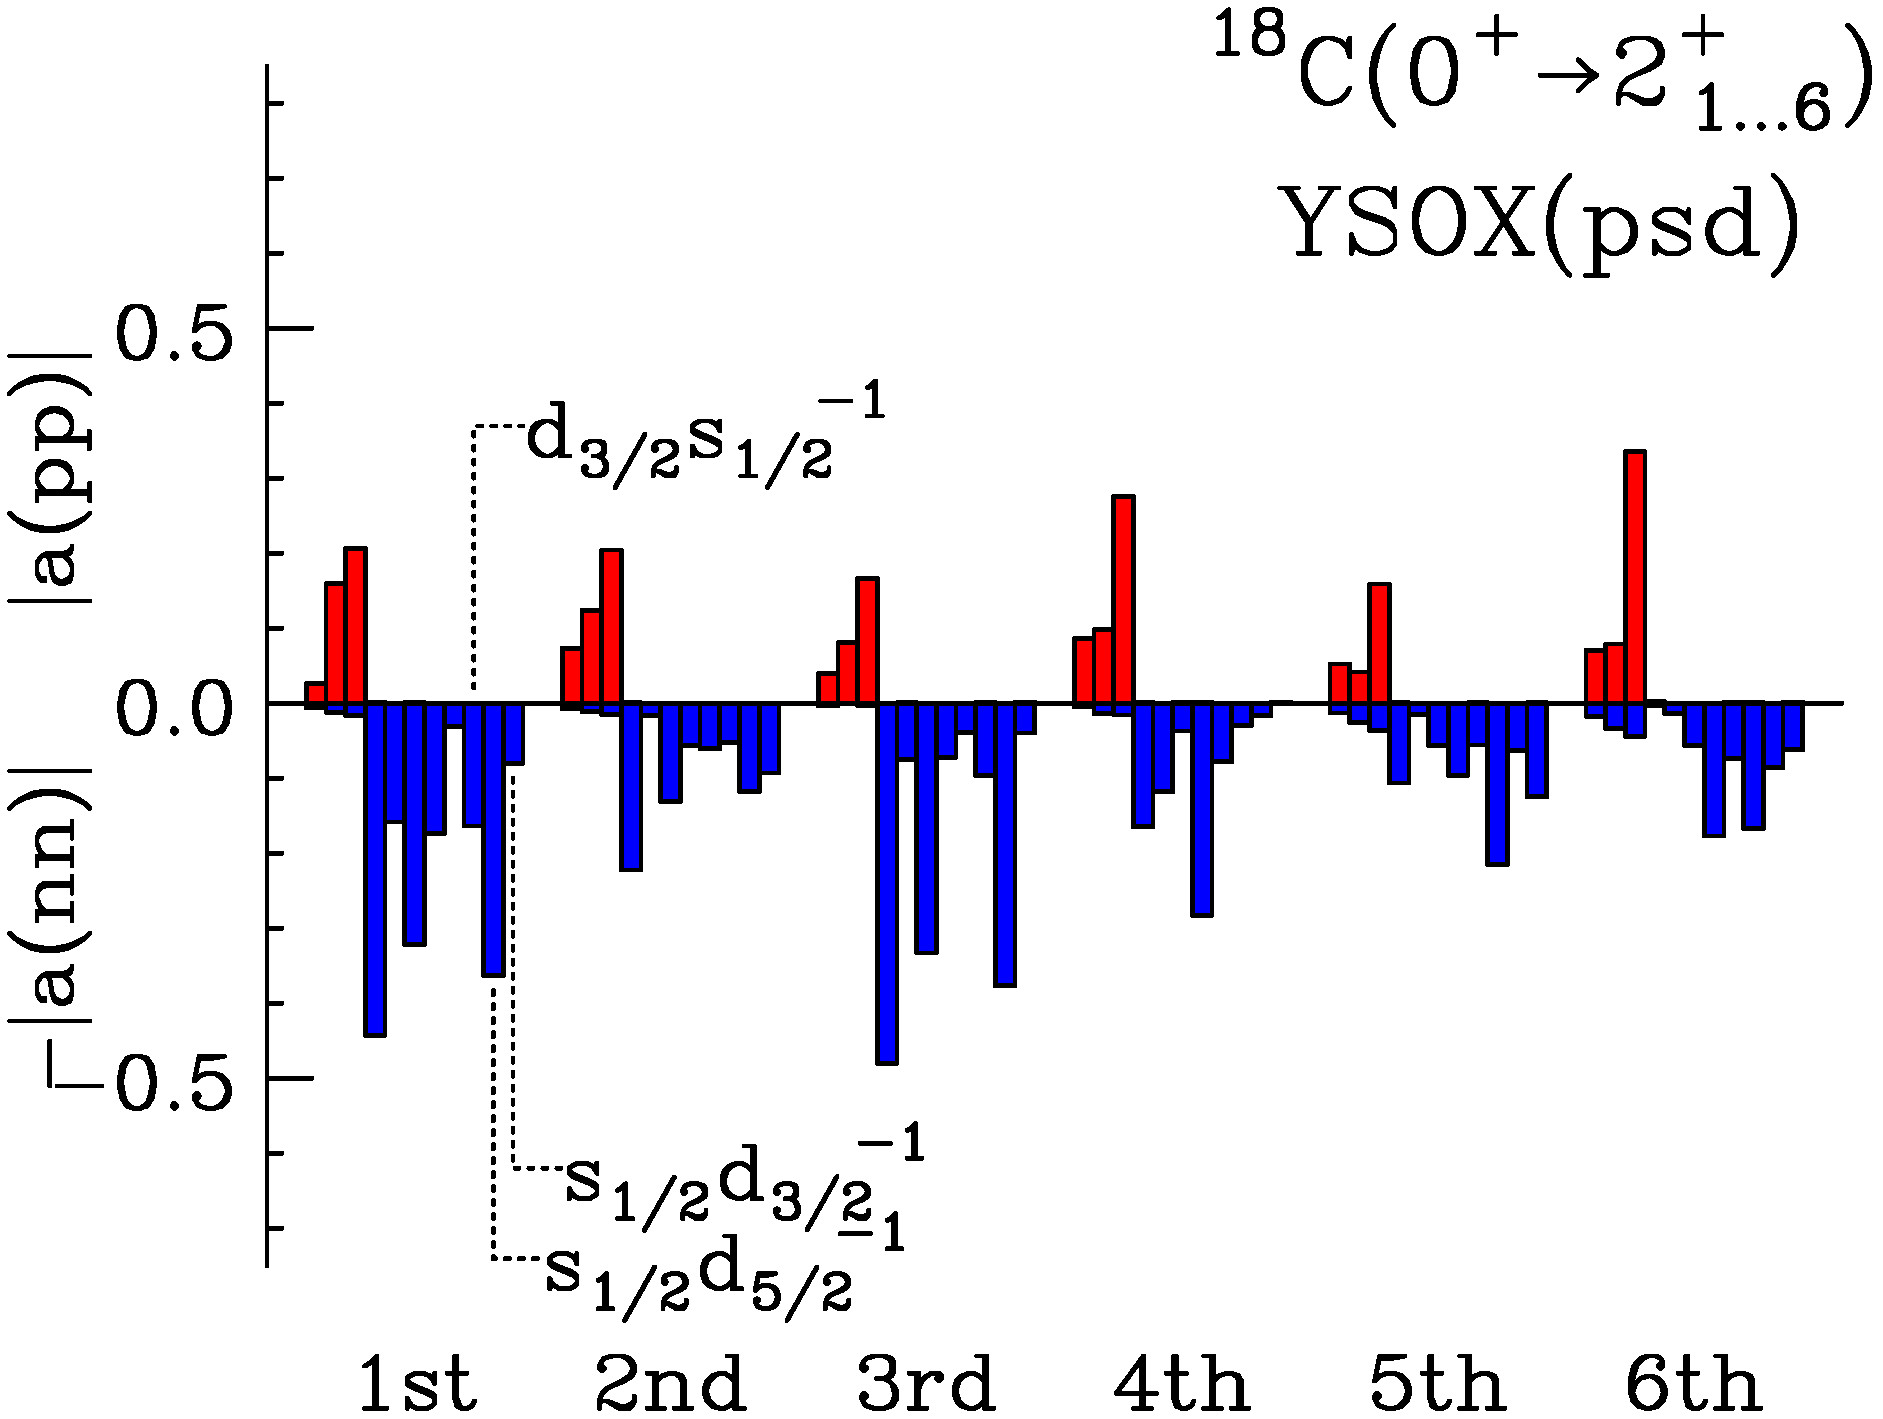 ¹⁸C(0⁺→2⁺₁...₆)
YSOX(psd)
|a(pp)|
0.5
d₃/₂s₁/₂⁻¹
0.0
−|a(nn)|
−0.5
s₁/₂d₃/₂⁻¹
s₁/₂d₅/₂⁻¹
1st 2nd 3rd 4th 5th 6th